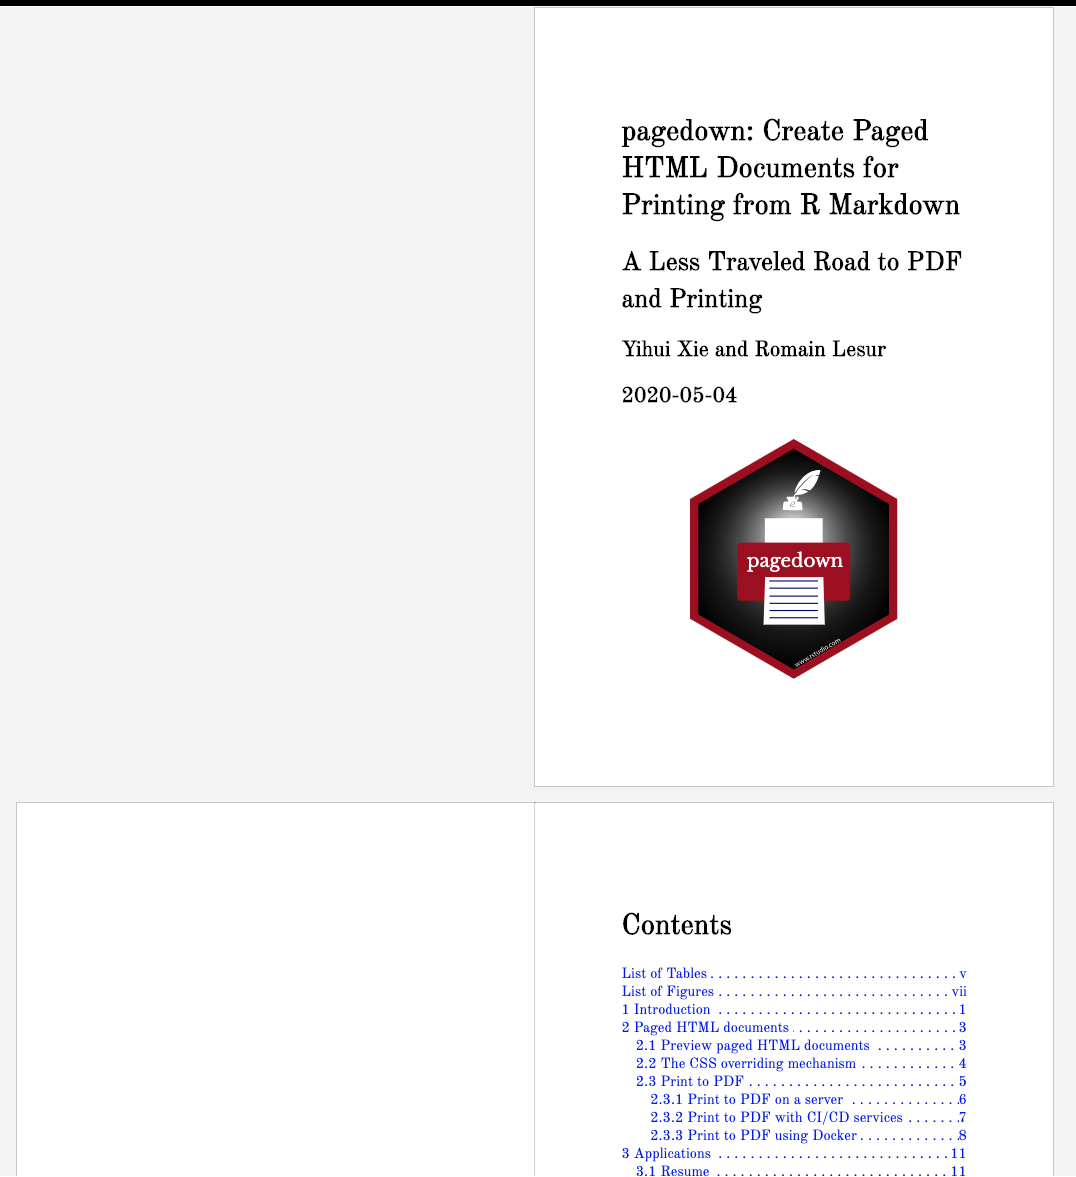 pagedown: Create Paged
HTML Documents for
Printing from R Markdown
A Less Traveled Road to PDF
and Printing
Yihui Xie and Romain Lesur
2020-05-04
pagedown
www.rstudio.com
Contents
List of Tables . . . . . . . . . . . . . . . . . . . . . . . . . . . . . . . v
List of Figures . . . . . . . . . . . . . . . . . . . . . . . . . . . . . vii
1 Introduction . . . . . . . . . . . . . . . . . . . . . . . . . . . . . . 1
2 Paged HTML documents . . . . . . . . . . . . . . . . . . . . . 3
2.1 Preview paged HTML documents . . . . . . . . . . 3
2.2 The CSS overriding mechanism . . . . . . . . . . . . 4
2.3 Print to PDF . . . . . . . . . . . . . . . . . . . . . . . . . . 5
2.3.1 Print to PDF on a server . . . . . . . . . . . . . .6
2.3.2 Print to PDF with CI/CD services . . . . . . .7
2.3.3 Print to PDF using Docker . . . . . . . . . . . . .8
3 Applications . . . . . . . . . . . . . . . . . . . . . . . . . . . . . 11
3.1 Resume . . . . . . . . . . . . . . . . . . . . . . . . . . . . . 11